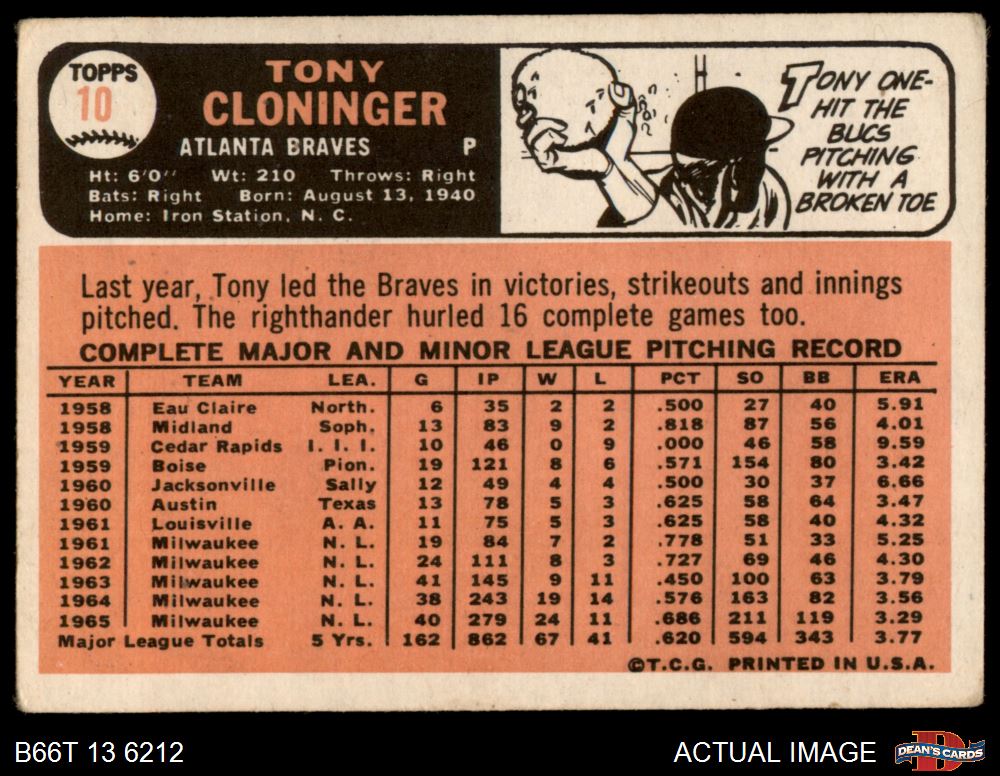 TOPPS
10
TONY
CLONINGER
ATLANTA BRAVES P
Ht: 6'0" Wt: 210 Throws: Right
Bats: Right Born: August 13, 1940
Home: Iron Station, N. C.
TONY ONE-
HIT THE
BUCS
PITCHING
WITH A
BROKEN TOE
Last year, Tony led the Braves in victories, strikeouts and innings
pitched. The righthander hurled 16 complete games too.
COMPLETE MAJOR AND MINOR LEAGUE PITCHING RECORD
YEAR TEAM LEA. G IP W L PCT SO BB ERA
1958 Eau Claire North. 6 35 2 2 .500 27 40 5.91
1958 Midland Soph. 13 83 9 2 .818 87 56 4.01
1959 Cedar Rapids I. I. I. 10 46 0 9 .000 46 58 9.59
1959 Boise Pion. 19 121 8 6 .571 154 80 3.42
1960 Jacksonville Sally 12 49 4 4 .500 30 37 6.66
1960 Austin Texas 13 78 5 3 .625 58 64 3.47
1961 Louisville A. A. 11 75 5 3 .625 58 40 4.32
1961 Milwaukee N. L. 19 84 7 2 .778 51 33 5.25
1962 Milwaukee N. L. 24 111 8 3 .727 69 46 4.30
1963 Milwaukee N. L. 41 145 9 11 .450 100 63 3.79
1964 Milwaukee N. L. 38 243 19 14 .576 163 82 3.56
1965 Milwaukee N. L. 40 279 24 11 .686 211 119 3.29
Major League Totals 5 Yrs. 162 862 67 41 .620 594 343 3.77
©T.C.G. PRINTED IN U.S.A.
B66T 13 6212
ACTUAL IMAGE
DEAN'S CARDS